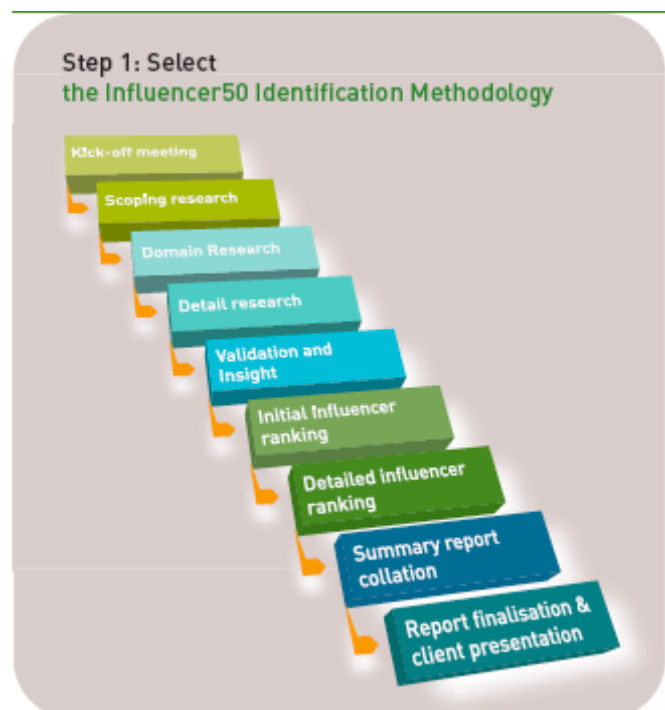 Step 1: Select
the Influencer50 Identification Methodology
Kick-off meeting
Scoping research
Domain Research
Detail research
Validation and
Insight
Initial Influencer
ranking
Detailed influencer
ranking
Summary report
collation
Report finalisation &
client presentation